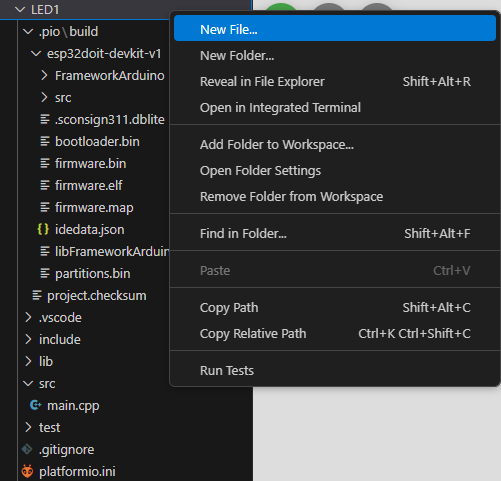 LED1
.pio\build
esp32doit-devkit-v1
FrameworkArduino
src
.sconsign311.dblite
bootloader.bin
firmware.bin
firmware.elf
firmware.map
{ } idedata.json
libFrameworkArduin
partitions.bin
project.checksum
.vscode
include
lib
src
main.cpp
test
.gitignore
platformio.ini
New File...
New Folder...
Reveal in File Explorer Shift+Alt+R
Open in Integrated Terminal
Add Folder to Workspace...
Open Folder Settings
Remove Folder from Workspace
Find in Folder... Shift+Alt+F
Paste Ctrl+V
Copy Path Shift+Alt+C
Copy Relative Path Ctrl+K Ctrl+Shift+C
Run Tests